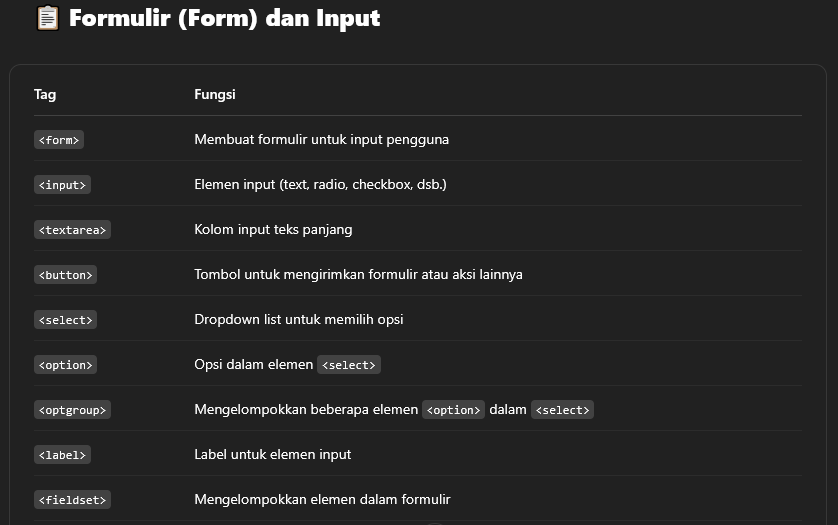 📋 Formulir (Form) dan Input
Tag Fungsi
<form> Membuat formulir untuk input pengguna
<input> Elemen input (text, radio, checkbox, dsb.)
<textarea> Kolom input teks panjang
<button> Tombol untuk mengirimkan formulir atau aksi lainnya
<select> Dropdown list untuk memilih opsi
<option> Opsi dalam elemen <select>
<optgroup> Mengelompokkan beberapa elemen <option> dalam <select>
<label> Label untuk elemen input
<fieldset> Mengelompokkan elemen dalam formulir